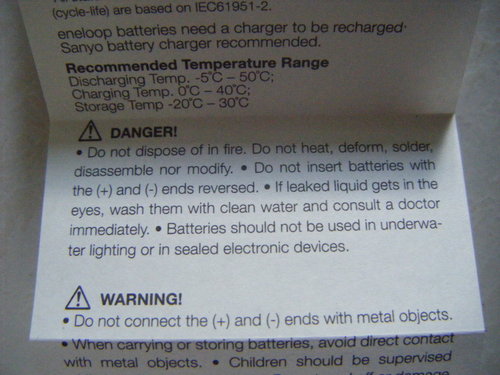 (cycle-life) are based on IEC61951-2.
eneloop batteries need a charger to be recharged.
Sanyo battery charger recommended.
Recommended Temperature Range
Discharging Temp. -5°C – 50°C;
Charging Temp. 0°C – 40°C;
Storage Temp -20°C – 30°C
DANGER!
• Do not dispose of in fire. Do not heat, deform, solder,
disassemble nor modify. • Do not insert batteries with
the (+) and (-) ends reversed. • If leaked liquid gets in the
eyes, wash them with clean water and consult a doctor
immediately. • Batteries should not be used in underwa-
ter lighting or in sealed electronic devices.
WARNING!
• Do not connect the (+) and (-) ends with metal objects.
• When carrying or storing batteries, avoid direct contact
with metal objects. • Children should be supervised